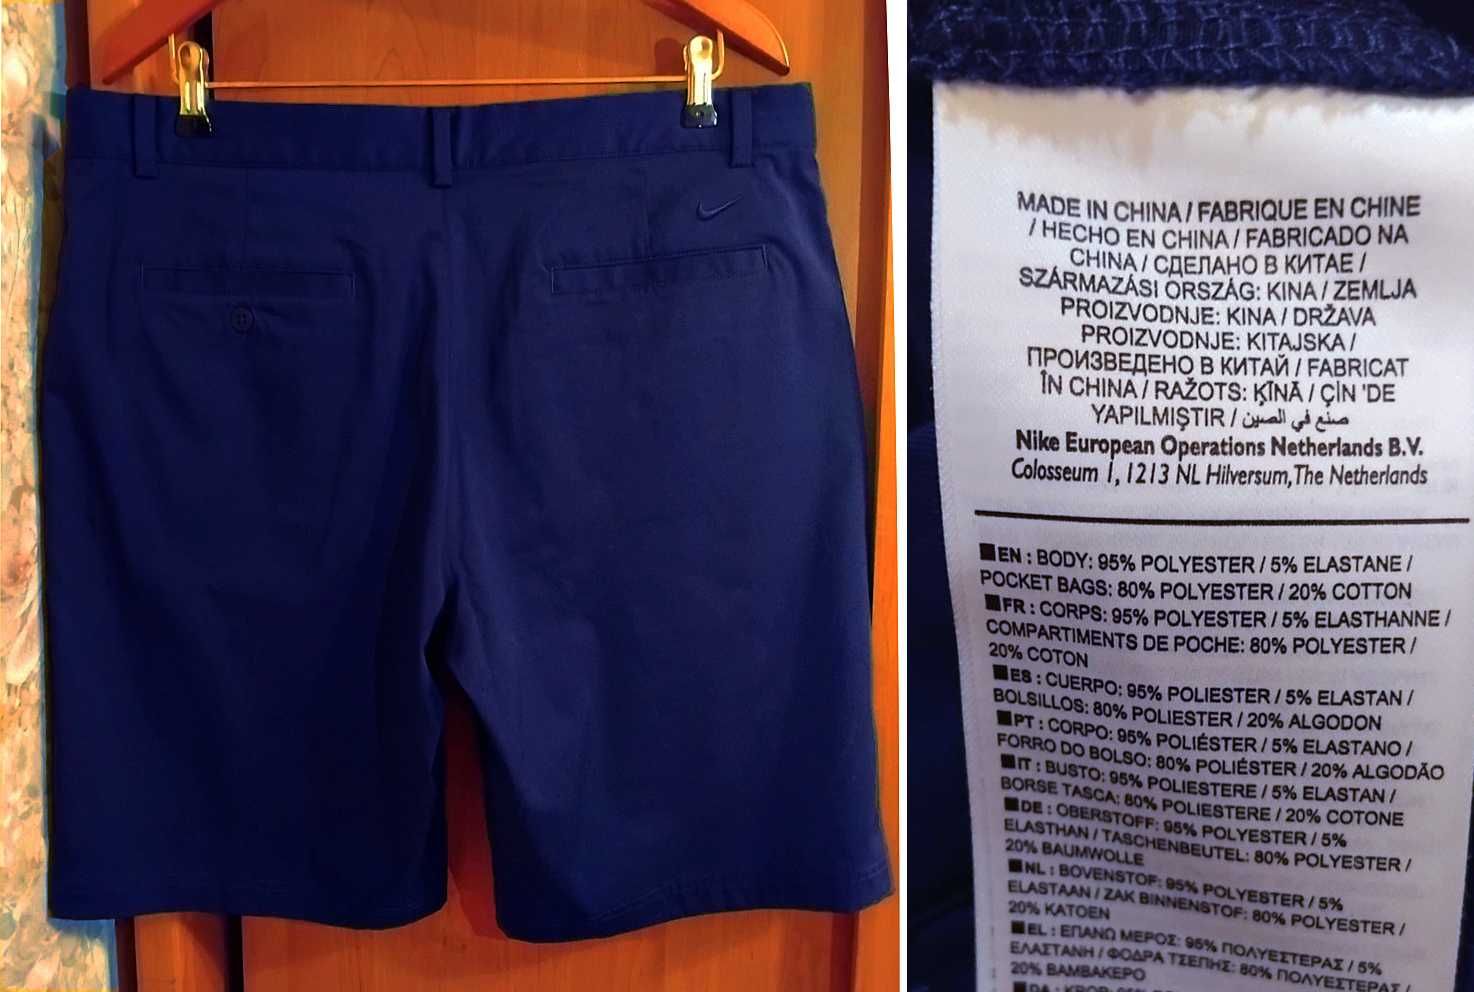 MADE IN CHINA / FABRIQUE EN CHINE
/ HECHO EN CHINA / FABRICADO NA
CHINA / СДЕЛАНО В КИТАЕ /
SZÁRMAZÁSI ORSZÁG: KINA / ZEMLJA
PROIZVODNJE: KINA / DRŽAVA
PROIZVODNJE: KITAJSKA /
ПРОИЗВЕДЕНО В КИТАЙ / FABRICAT
ÎN CHINA / RAŽOTS: ĶĪNĀ / ÇİN 'DE
YAPILMIŞTIR / صنع في الصين
Nike European Operations Netherlands B.V.
Colosseum 1, 1213 NL Hilversum, The Netherlands
■ EN : BODY: 95% POLYESTER / 5% ELASTANE /
POCKET BAGS: 80% POLYESTER / 20% COTTON
■ FR : CORPS: 95% POLYESTER / 5% ELASTHANNE /
COMPARTIMENTS DE POCHE: 80% POLYESTER /
20% COTON
■ ES : CUERPO: 95% POLIESTER / 5% ELASTAN /
BOLSILLOS: 80% POLIESTER / 20% ALGODON
■ PT : CORPO: 95% POLIÉSTER / 5% ELASTANO /
FORRO DO BOLSO: 80% POLIÉSTER / 20% ALGODÃO
■ IT : BUSTO: 95% POLIESTERE / 5% ELASTAN /
BORSE TASCA: 80% POLIESTERE / 20% COTONE
■ DE : OBERSTOFF: 95% POLYESTER / 5%
ELASTHAN / TASCHENBEUTEL: 80% POLYESTER /
20% BAUMWOLLE
■ NL : BOVENSTOF: 95% POLYESTER / 5%
ELASTAAN / ZAK BINNENSTOF: 80% POLYESTER /
20% KATOEN
■ EL : ΕΠΑΝΩ ΜΕΡΟΣ: 95% ΠΟΛΥΕΣΤΕΡΑΣ / 5%
ΕΛΑΣΤΑΝΗ / ΦΟΔΡΑ ΤΣΕΠΗΣ: 80% ΠΟΛΥΕΣΤΕΡΑΣ /
20% ΒΑΜΒΑΚΕΡΟ
■ DA : KROP: 95%